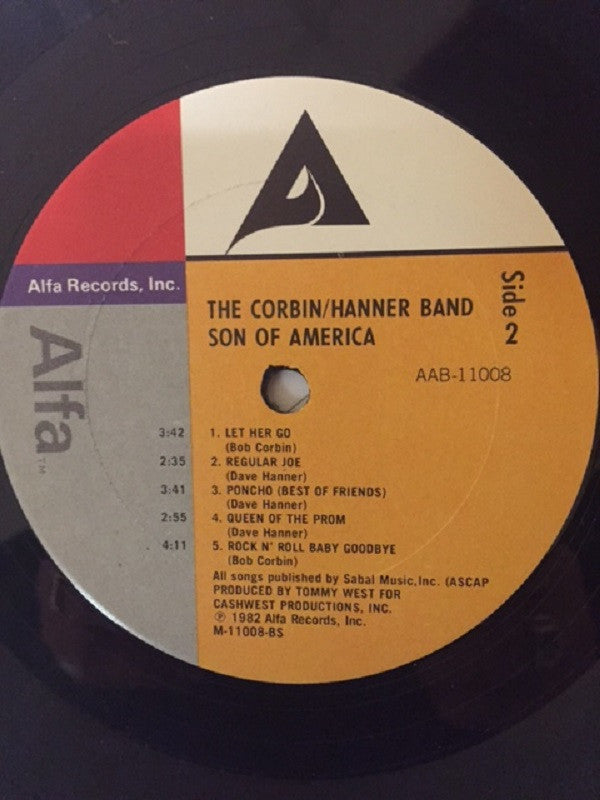 Alfa Records, Inc.
Alfa™
THE CORBIN/HANNER BAND
SON OF AMERICA
Side 2
AAB-11008
3:42 1. LET HER GO
(Bob Corbin)
2:35 2. REGULAR JOE
(Dave Hanner)
3:41 3. PONCHO (BEST OF FRIENDS)
(Dave Hanner)
2:55 4. QUEEN OF THE PROM
(Dave Hanner)
4:11 5. ROCK N' ROLL BABY GOODBYE
(Bob Corbin)
All songs published by Sabal Music,Inc. (ASCAP
PRODUCED BY TOMMY WEST FOR
CASHWEST PRODUCTIONS, INC.
℗ 1982 Alfa Records, Inc.
M-11008-BS